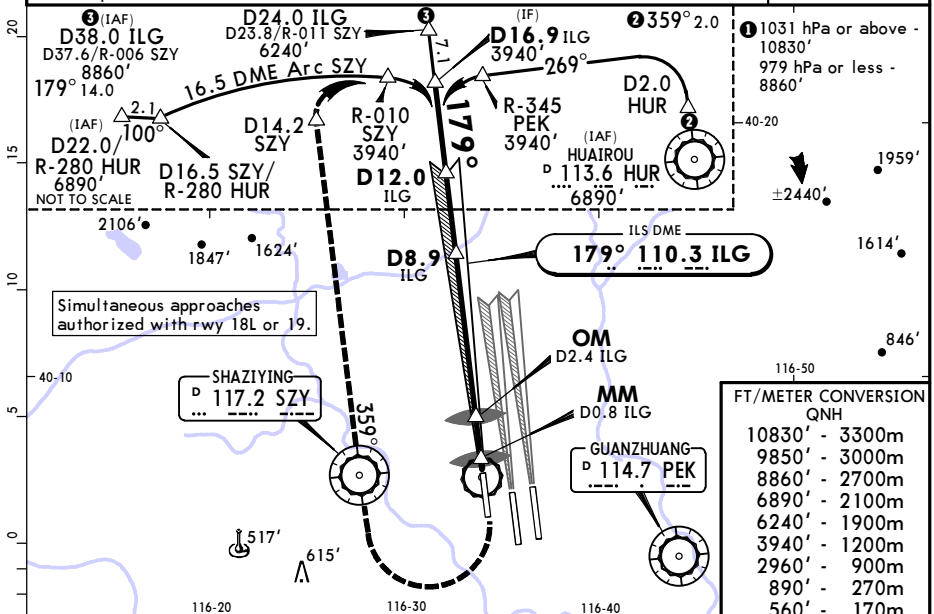 ❸(IAF)
D38.0 ILG
D37.6/R-006 SZY
8860'
179° 14.0
D24.0 ILG
D23.8/R-011 SZY
6240'
❸
7.1
(IF)
D16.9 ILG
3940'
❷ 359° 2.0
❶ 1031 hPa or above -
10830'
979 hPa or less -
8860'
20
16.5 DME Arc SZY
269°
D2.0
HUR
❷
2.1
100°
(IAF)
D22.0/
R-280 HUR
6890'
NOT TO SCALE
D16.5 SZY/
R-280 HUR
D14.2
SZY
R-010
SZY
3940'
179°
R-345
PEK
3940'
(IAF)
HUAIROU
D 113.6 HUR
6890'
40-20
15
D12.0
ILG
1959'
±2440'
2106'
1847'
1624'
D8.9
ILG
ILS DME
179° 110.3 ILG
1614'
10
Simultaneous approaches
authorized with rwy 18L or 19.
OM
D2.4 ILG
846'
40-10
116-50
SHAZIYING
D 117.2 SZY
359°
MM
D0.8 ILG
5
GUANZHUANG
D 114.7 PEK
0
517'
615'
116-20
116-30
116-40
FT/METER CONVERSION
QNH
10830' - 3300m
9850' - 3000m
8860' - 2700m
6890' - 2100m
6240' - 1900m
3940' - 1200m
2960' - 900m
890' - 270m
560' - 170m